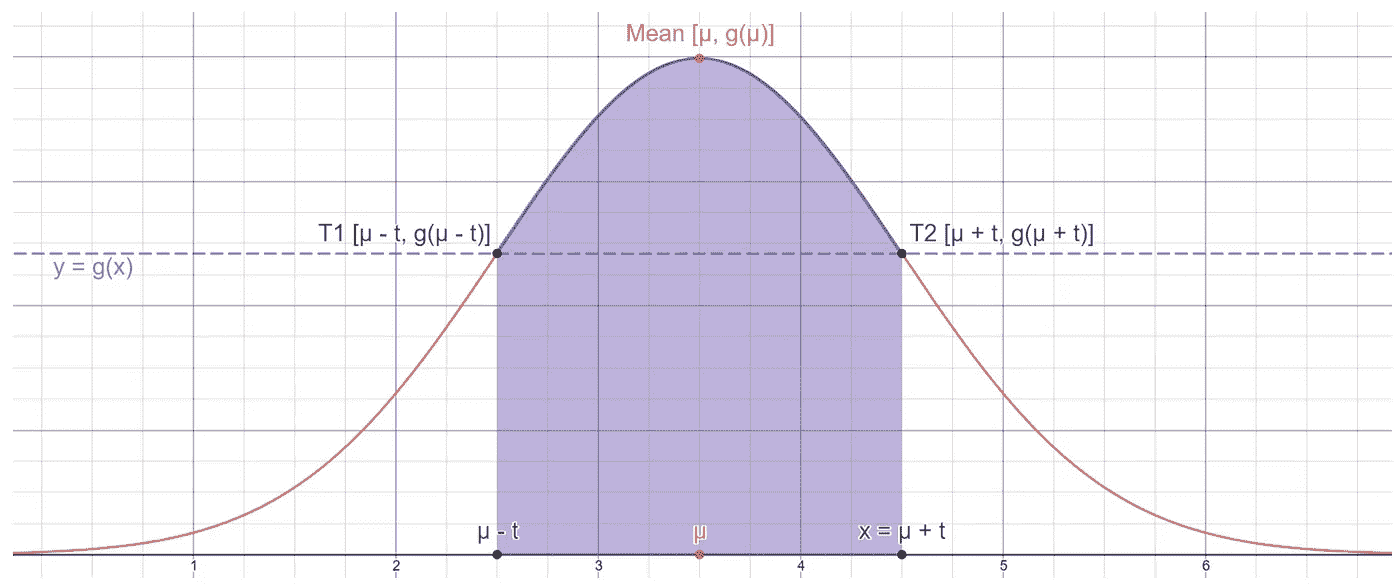 Mean [μ, g(μ)]
T1 [μ - t, g(μ - t)]
T2 [μ + t, g(μ + t)]
y = g(x)
μ - t
μ
x = μ + t
1
2
3
4
5
6